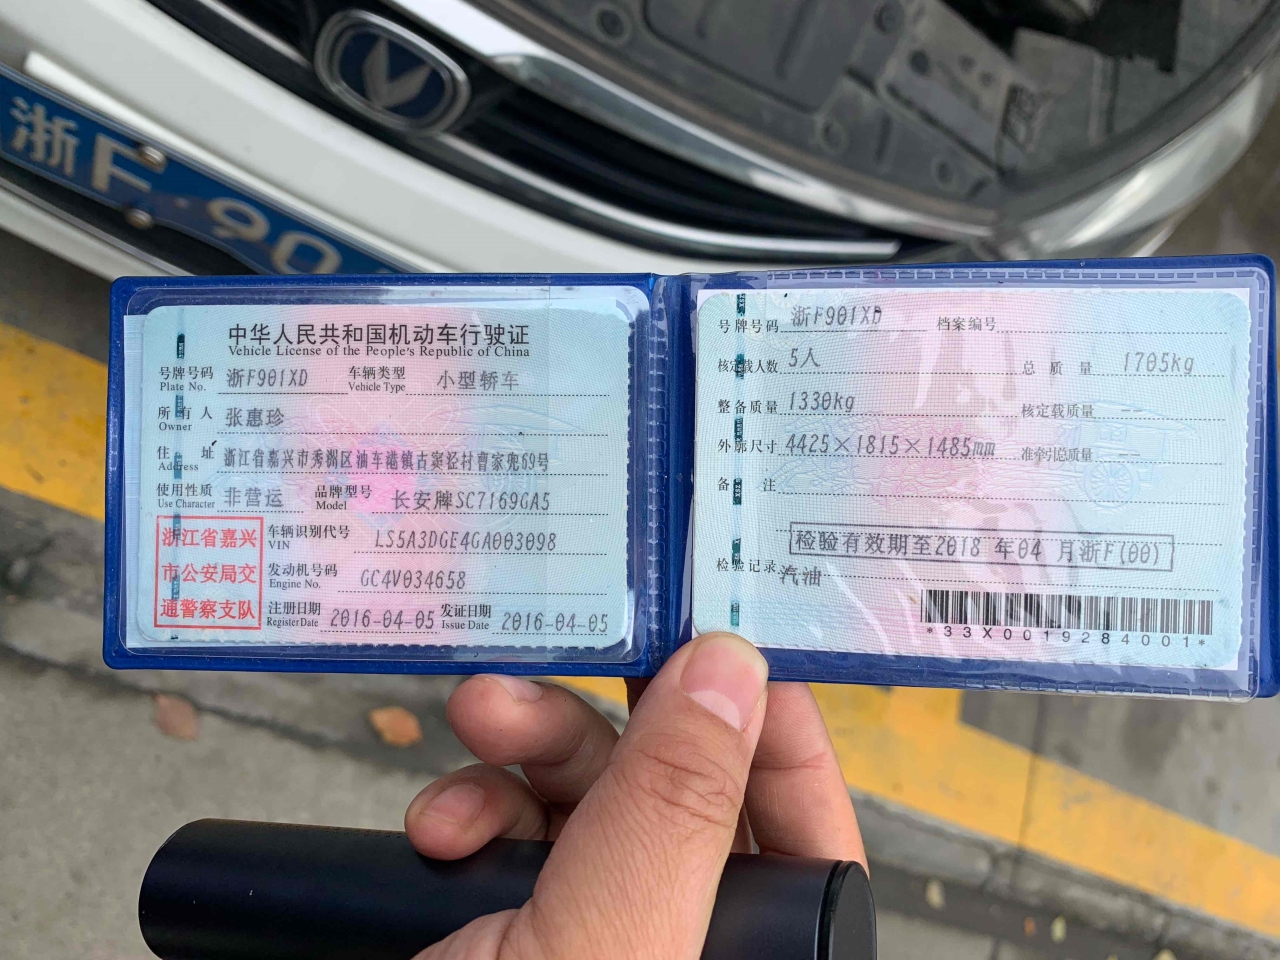 浙F·90
中华人民共和国机动车行驶证
Vehicle License of the People's Republic of China
号牌号码 浙F901XD 车辆类型 小型轿车
Plate No. Vehicle Type
所有人 张惠珍
Owner
住址 浙江省嘉兴市秀洲区油车港镇古窦泾村曹家兜69号
Address
使用性质 非营运 品牌型号 长安牌SC7169GA5
Use Character Model
浙江省嘉兴
市公安局交
通警察支队
车辆识别代号 LS5A3DGE4GA003098
VIN
发动机号码 GC4V034658
Engine No.
注册日期 2016-04-05 发证日期 2016-04-05
Register Date Issue Date
号牌号码 浙F901XD 档案编号
核定载人数 5人 总质量 1705kg
整备质量 1330kg 核定载质量 --
外廓尺寸 4425×1815×1485mm 准牵引总质量 --
备注
检验有效期至2018 年04 月浙F(00)
检验记录 汽油
*33X0019284001*